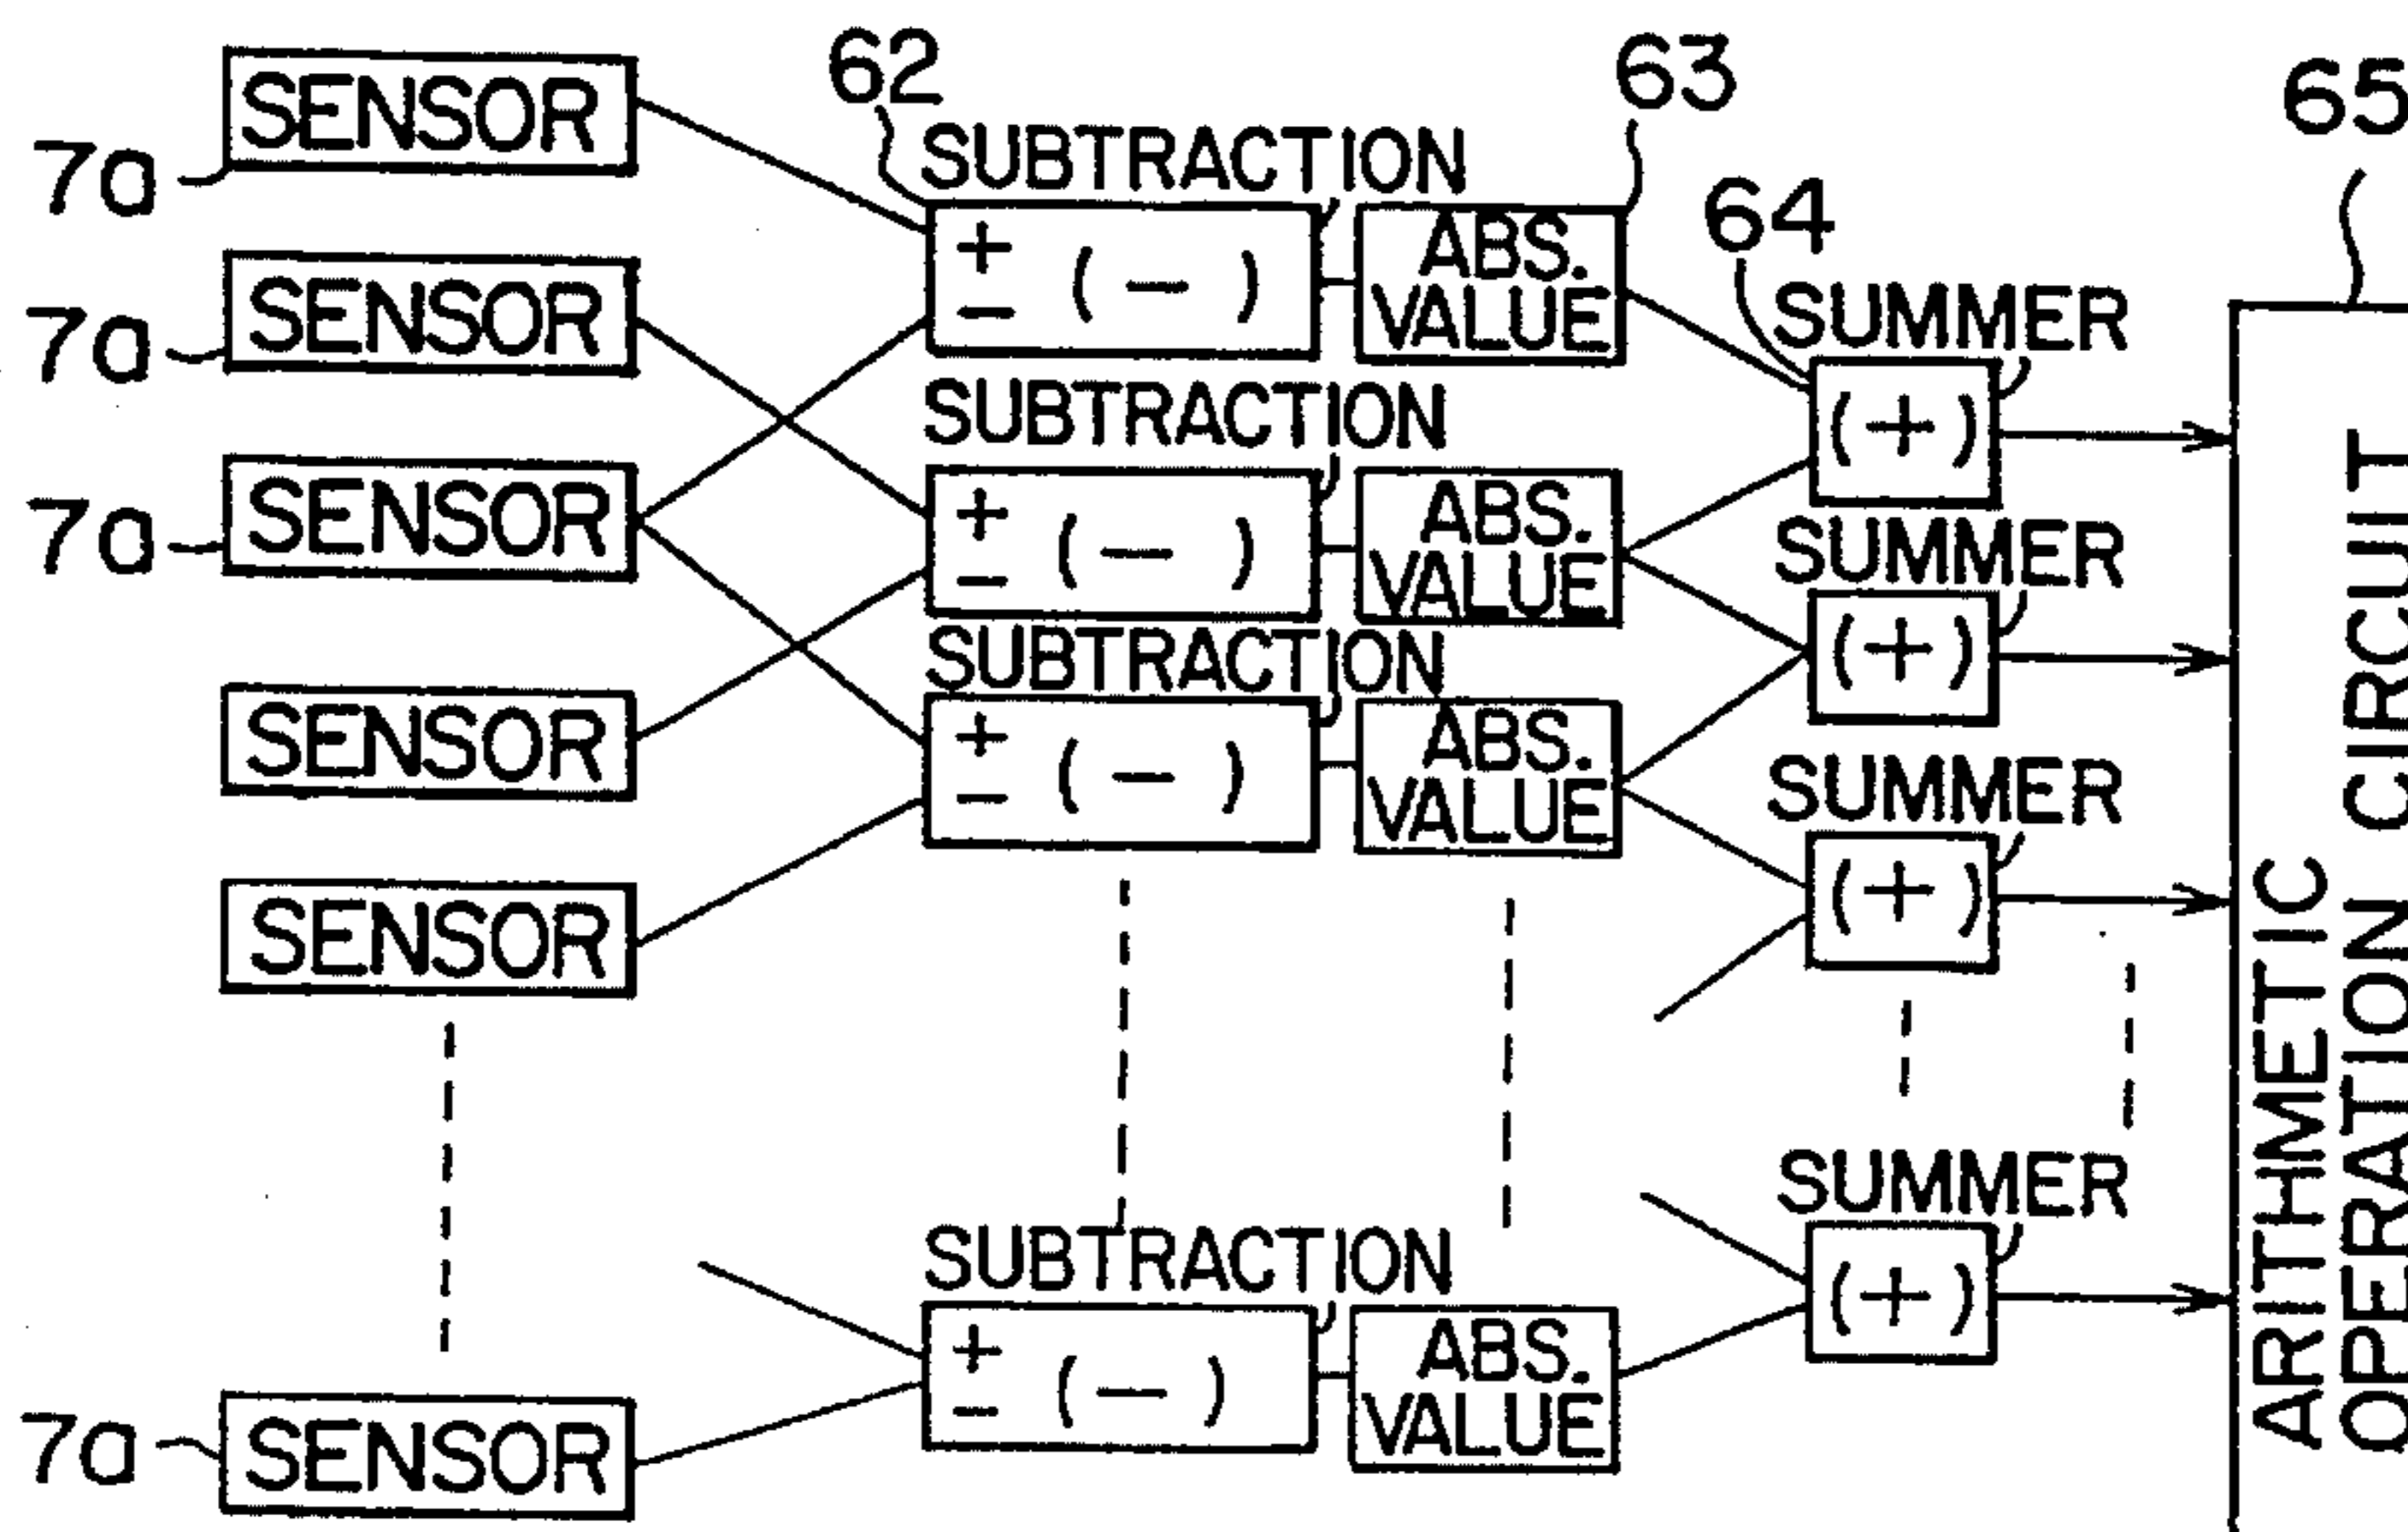 62
63
65
SENSOR
7a
SUBTRACTION
64
+
−
(−)
ABS.
VALUE
SENSOR
7a
SUMMER
(+)
SUBTRACTION
SENSOR
7a
+
−
(−)
ABS.
VALUE
SUMMER
(+)
SUBTRACTION
SENSOR
+
−
(−)
ABS.
VALUE
SUMMER
(+)
SENSOR
ARITHMETIC
OPERATION CIRCUIT
SUMMER
(+)
SUBTRACTION
+
−
(−)
ABS.
VALUE
7a
SENSOR